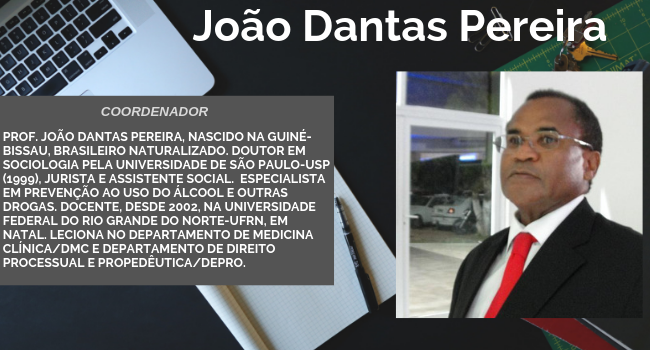 João Dantas Pereira
COORDENADOR
PROF. JOÃO DANTAS PEREIRA, NASCIDO NA GUINÉ-
BISSAU, BRASILEIRO NATURALIZADO. DOUTOR EM
SOCIOLOGIA PELA UNIVERSIDADE DE SÃO PAULO-USP
(1999), JURISTA E ASSISTENTE SOCIAL. ESPECIALISTA
EM PREVENÇÃO AO USO DO ÁLCOOL E OUTRAS
DROGAS. DOCENTE, DESDE 2002, NA UNIVERSIDADE
FEDERAL DO RIO GRANDE DO NORTE-UFRN, EM
NATAL. LECIONA NO DEPARTAMENTO DE MEDICINA
CLÍNICA/DMC E DEPARTAMENTO DE DIREITO
PROCESSUAL E PROPEDÊUTICA/DEPRO.